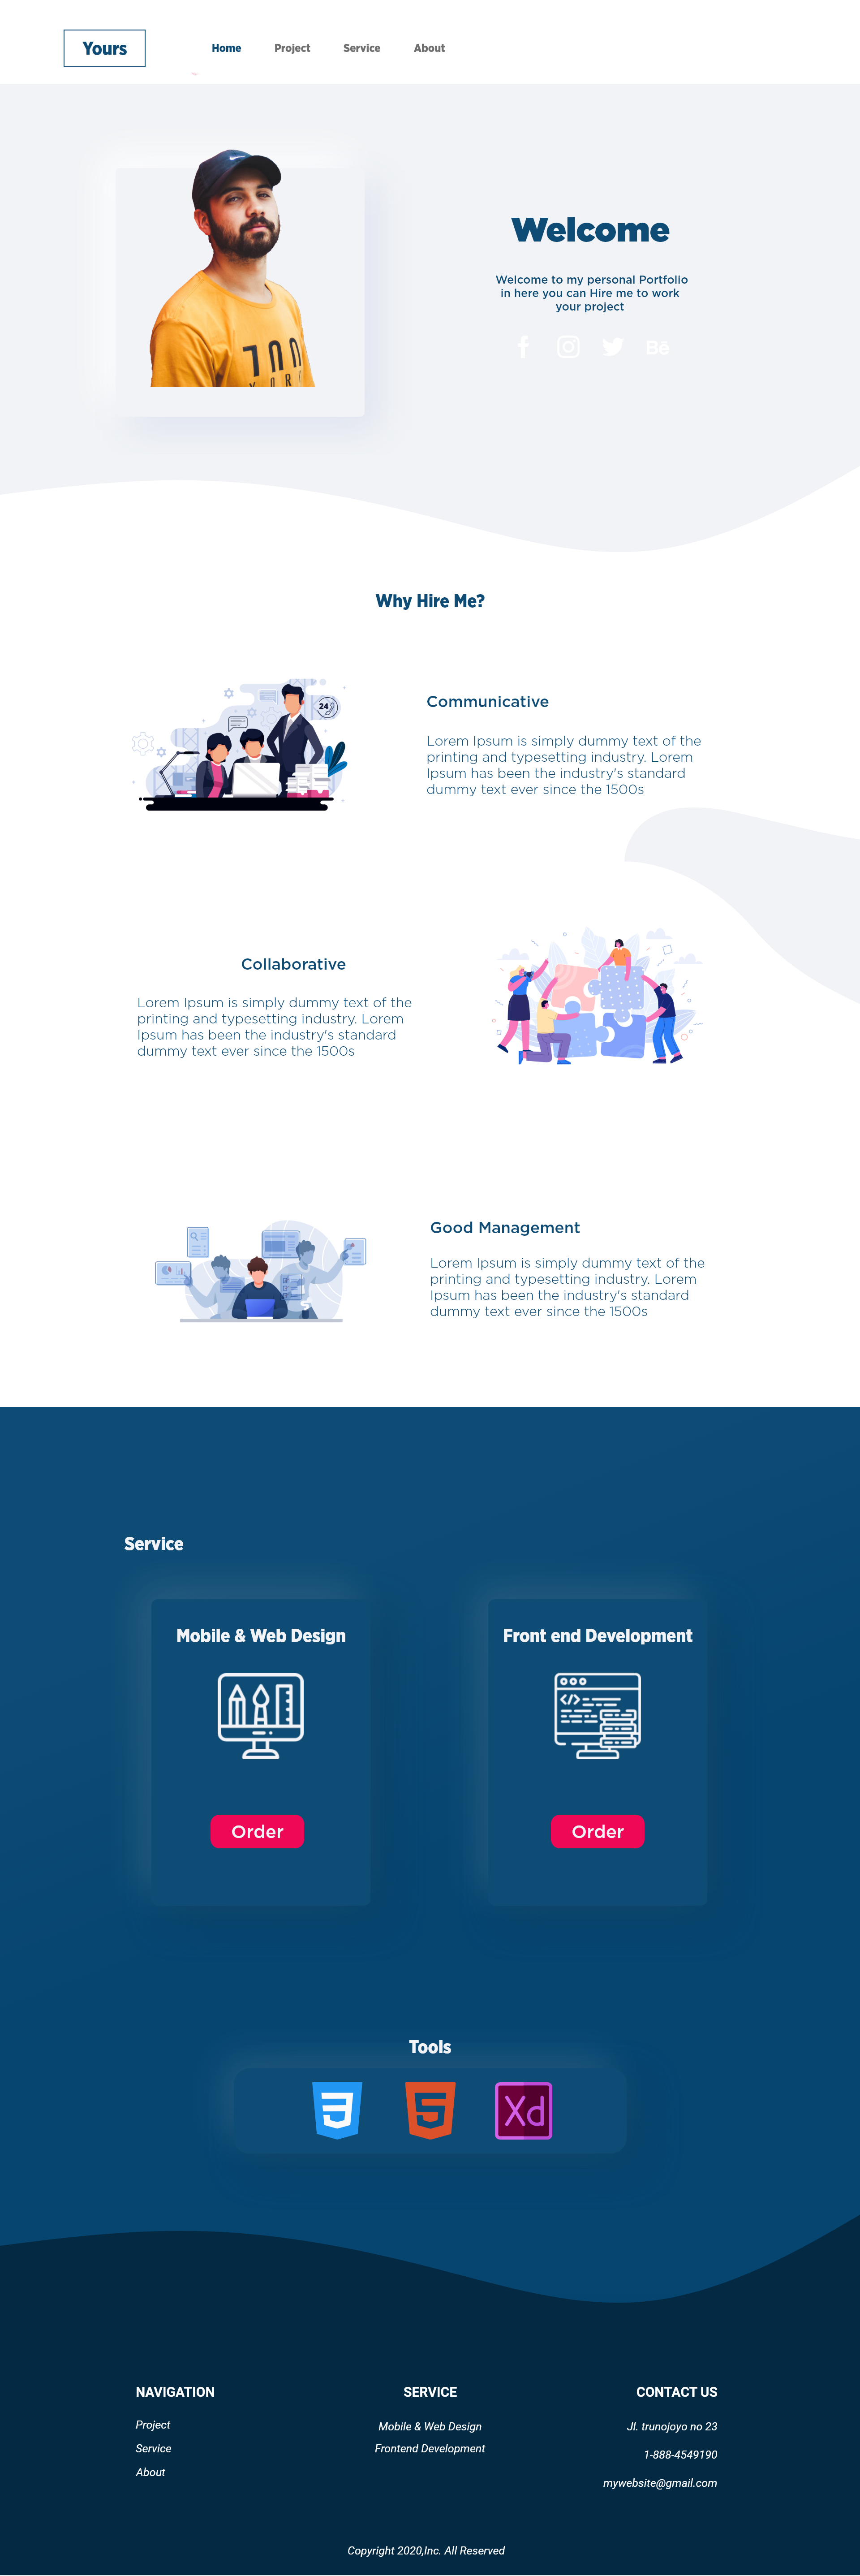 Yours
Home Project Service About
Welcome
Welcome to my personal Portfolio
in here you can Hire me to work
your project
Bē
Why Hire Me?
24
Communicative
Lorem Ipsum is simply dummy text of the
printing and typesetting industry. Lorem
Ipsum has been the industry's standard
dummy text ever since the 1500s
Collaborative
Lorem Ipsum is simply dummy text of the
printing and typesetting industry. Lorem
Ipsum has been the industry's standard
dummy text ever since the 1500s
Good Management
Lorem Ipsum is simply dummy text of the
printing and typesetting industry. Lorem
Ipsum has been the industry's standard
dummy text ever since the 1500s
Service
Mobile & Web Design
Order
Front end Development
</>
Order
Tools
3 5 Xd
NAVIGATION
Project
Service
About
SERVICE
Mobile & Web Design
Frontend Development
CONTACT US
Jl. trunojoyo no 23
1-888-4549190
mywebsite@gmail.com
Copyright 2020,Inc. All Reserved